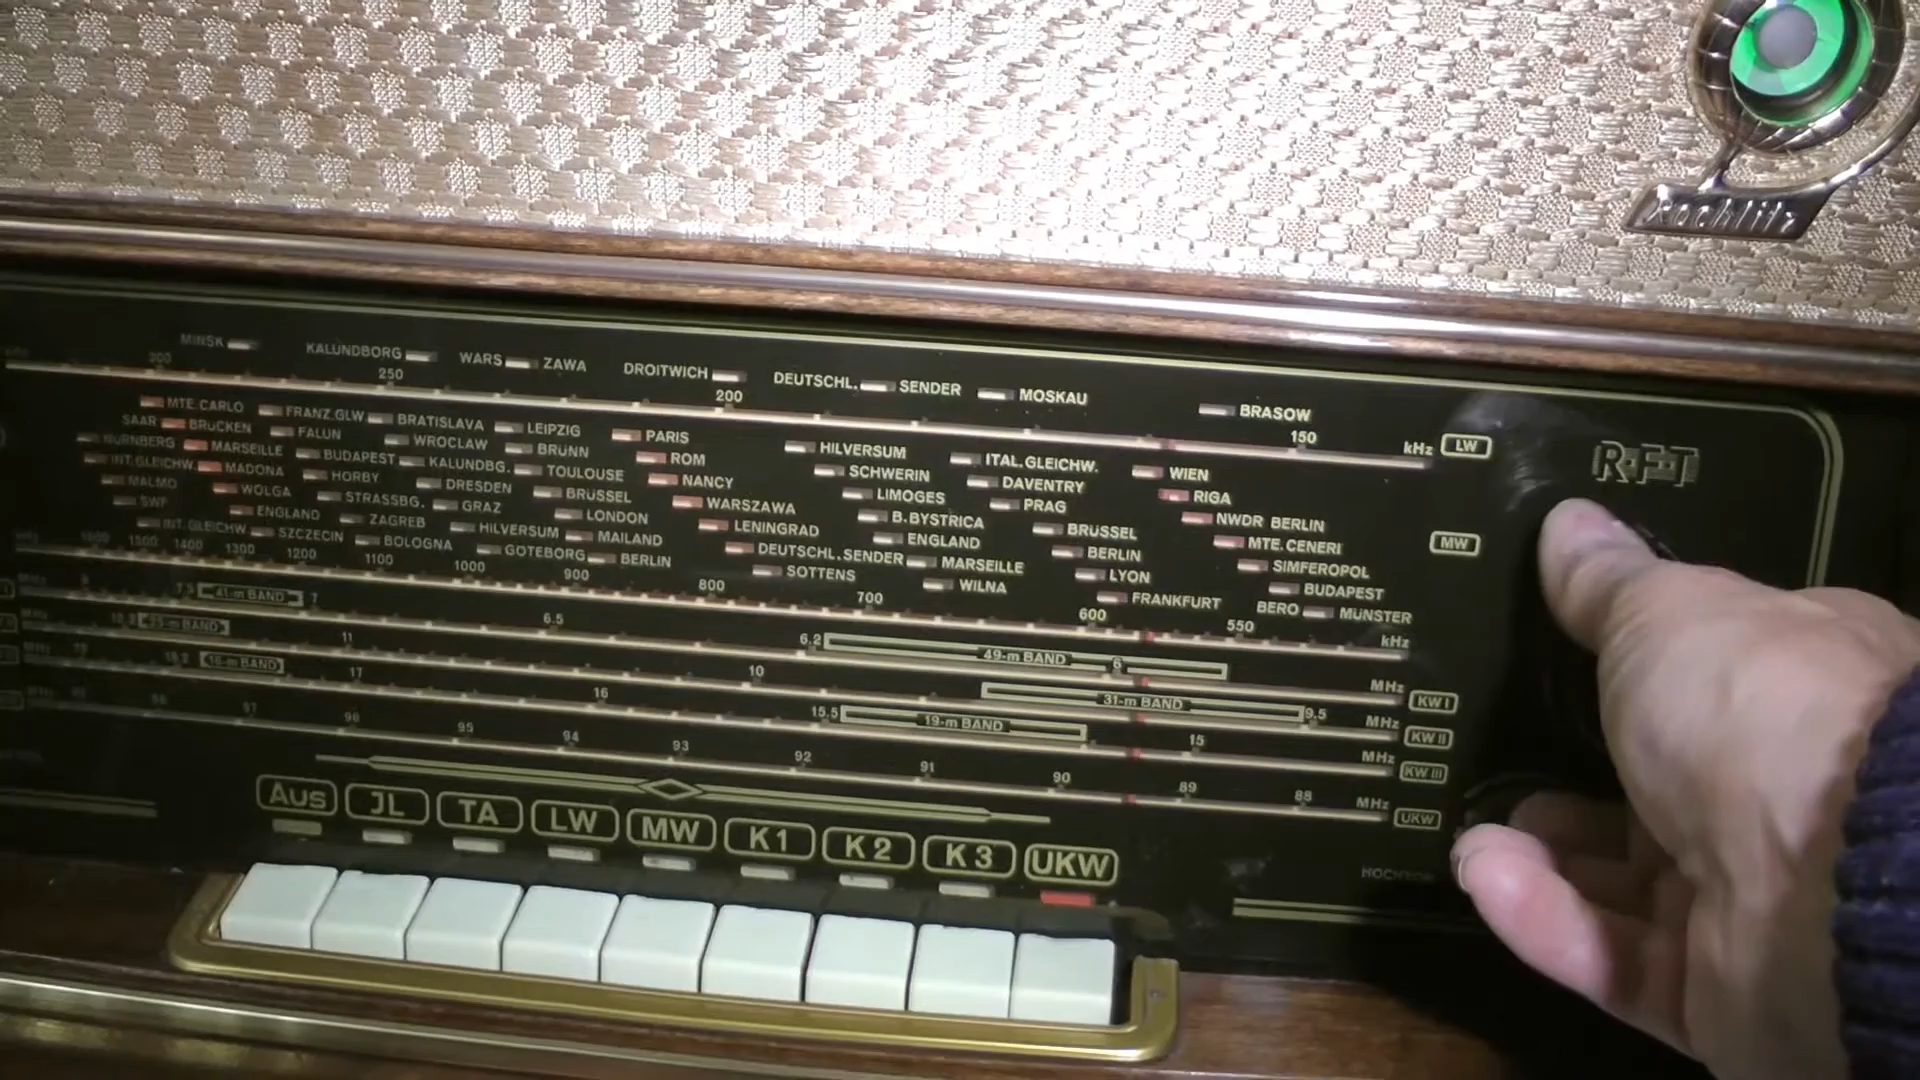 Rochlitz
MINSK KALUNDBORG WARS ZAWA DROITWICH DEUTSCHL. SENDER MOSKAU BRASOW
300 250 200 150 kHz LW
R·F·T
MTE.CARLO FRANZ.GLW BRATISLAVA LEIPZIG PARIS HILVERSUM ITAL.GLEICHW. WIEN
SAAR BRÜCKEN FALUN WROCLAW BRÜNN ROM SCHWERIN DAVENTRY RIGA
NÜRNBERG MARSEILLE BUDAPEST KALUNDBG. TOULOUSE NANCY LIMOGES PRAG NWDR BERLIN
INT.GLEICHW. MADONA HORBY DRESDEN BRÜSSEL WARSZAWA B.BYSTRICA BRÜSSEL MTE.CENERI
MALMO WOLGA STRASSBG. GRAZ LONDON LENINGRAD ENGLAND BERLIN SIMFEROPOL
SWF ENGLAND ZAGREB HILVERSUM MAILAND DEUTSCHL.SENDER MARSEILLE LYON BUDAPEST
INT.GLEICHW SZCZECIN BOLOGNA GÖTEBORG BERLIN SOTTENS WILNA FRANKFURT BERO MÜNSTER
MW
1600 1500 1400 1300 1200 1100 1000 900 800 700 600 550 kHz
MHz 7.5 41-m BAND 7 6.5 6.2 49-m BAND 6 MHz KW I
25-m BAND 11 10 31-m BAND 9.5 MHz KW II
16-m BAND 17 16 15.5 19-m BAND 15 MHz KW III
97 96 95 94 93 92 91 90 89 88 MHz UKW
Aus JL TA LW MW K1 K2 K3 UKW